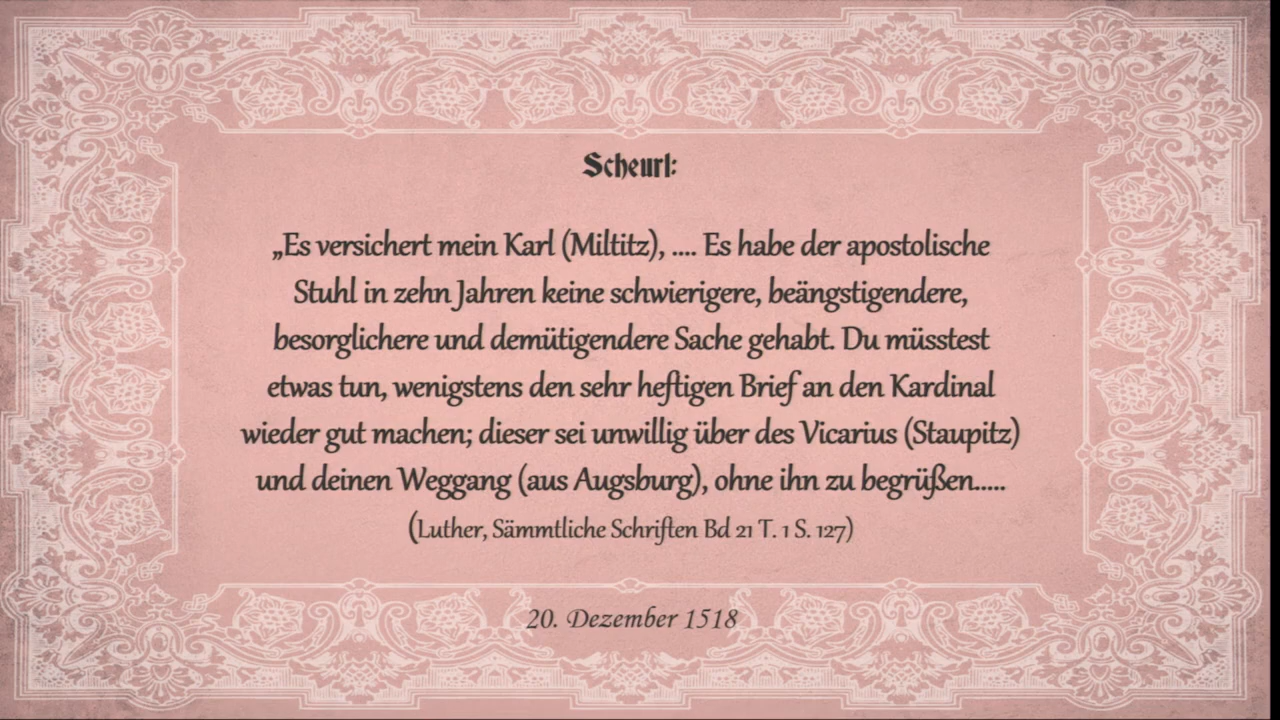 Scheurl:
„Es versichert mein Karl (Miltitz), .... Es habe der apostolische
Stuhl in zehn Jahren keine schwierigere, beängstigendere,
besorglichere und demütigendere Sache gehabt. Du müsstest
etwas tun, wenigstens den sehr heftigen Brief an den Kardinal
wieder gut machen; dieser sei unwillig über des Vicarius (Staupitz)
und deinen Weggang (aus Augsburg), ohne ihn zu begrüßen.....
(Luther, Sämmtliche Schriften Bd 21 T. 1 S. 127)
20. Dezember 1518